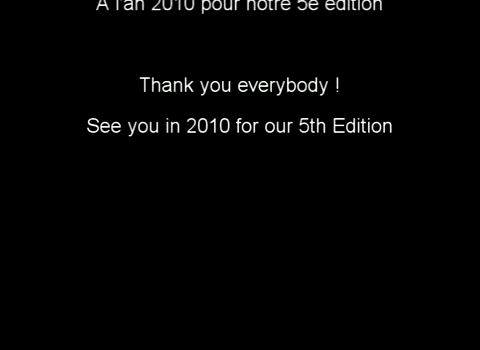 A l'an 2010 pour notre 5e édition
Thank you everybody !
See you in 2010 for our 5th Edition